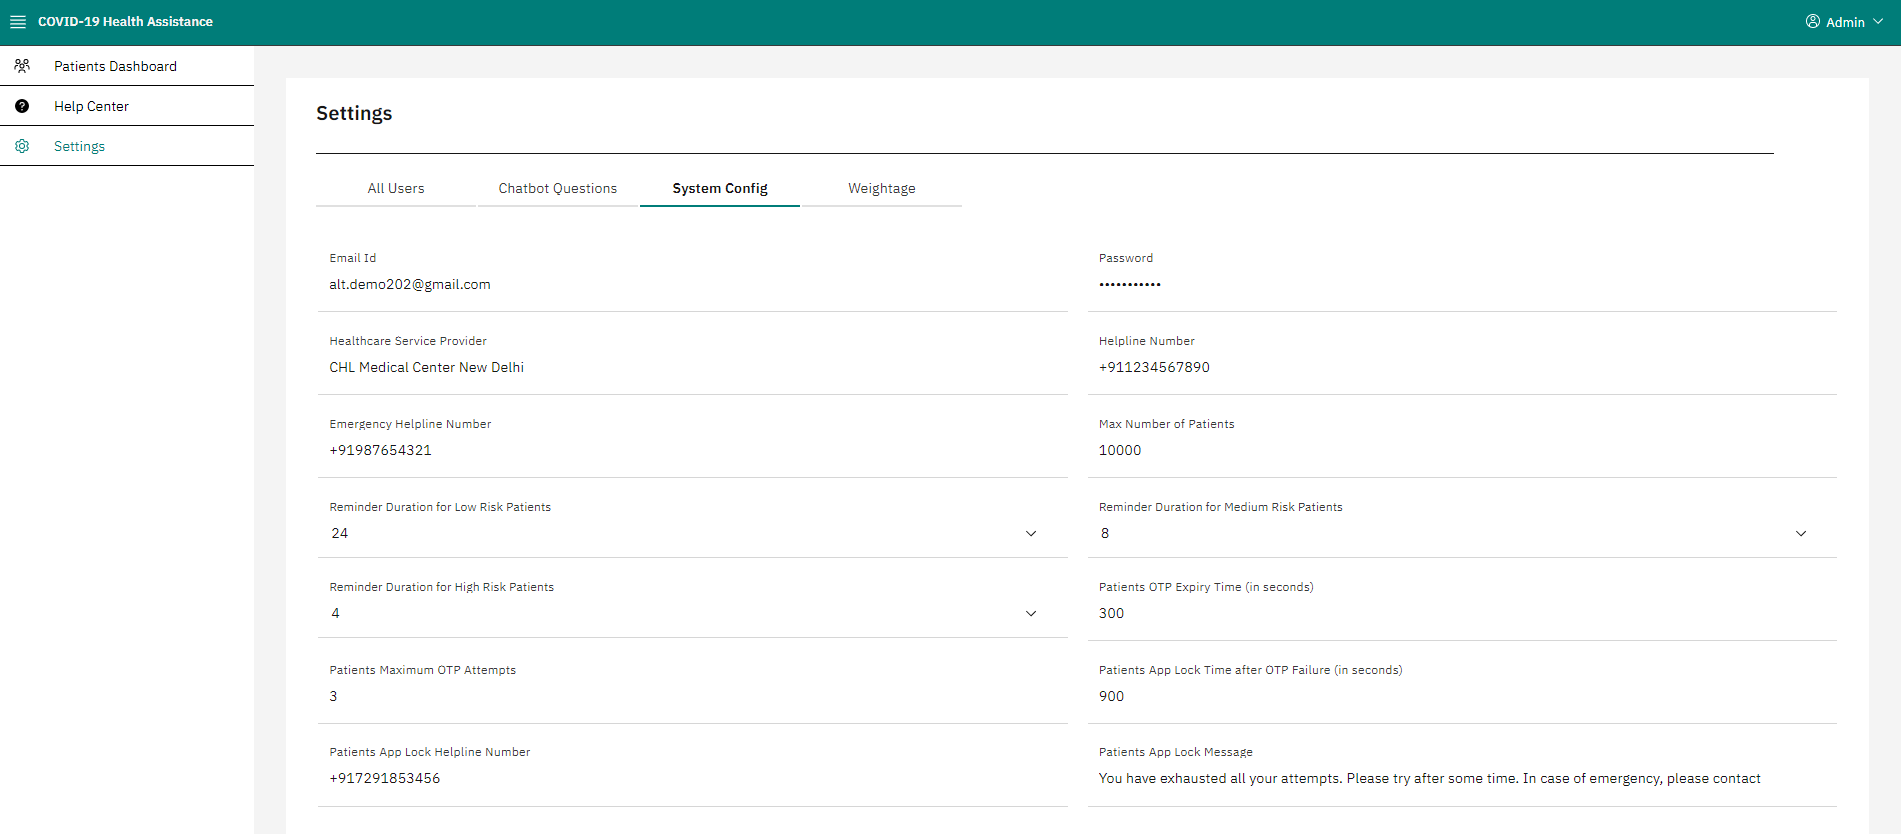 COVID-19 Health Assistance
Admin
Patients Dashboard
Help Center
Settings
Settings
All Users
Chatbot Questions
System Config
Weightage
Email Id
alt.demo202@gmail.com
Password
•••••••••••
Healthcare Service Provider
CHL Medical Center New Delhi
Helpline Number
+911234567890
Emergency Helpline Number
+91987654321
Max Number of Patients
10000
Reminder Duration for Low Risk Patients
24
Reminder Duration for Medium Risk Patients
8
Reminder Duration for High Risk Patients
4
Patients OTP Expiry Time (in seconds)
300
Patients Maximum OTP Attempts
3
Patients App Lock Time after OTP Failure (in seconds)
900
Patients App Lock Helpline Number
+917291853456
Patients App Lock Message
You have exhausted all your attempts. Please try after some time. In case of emergency, please contact